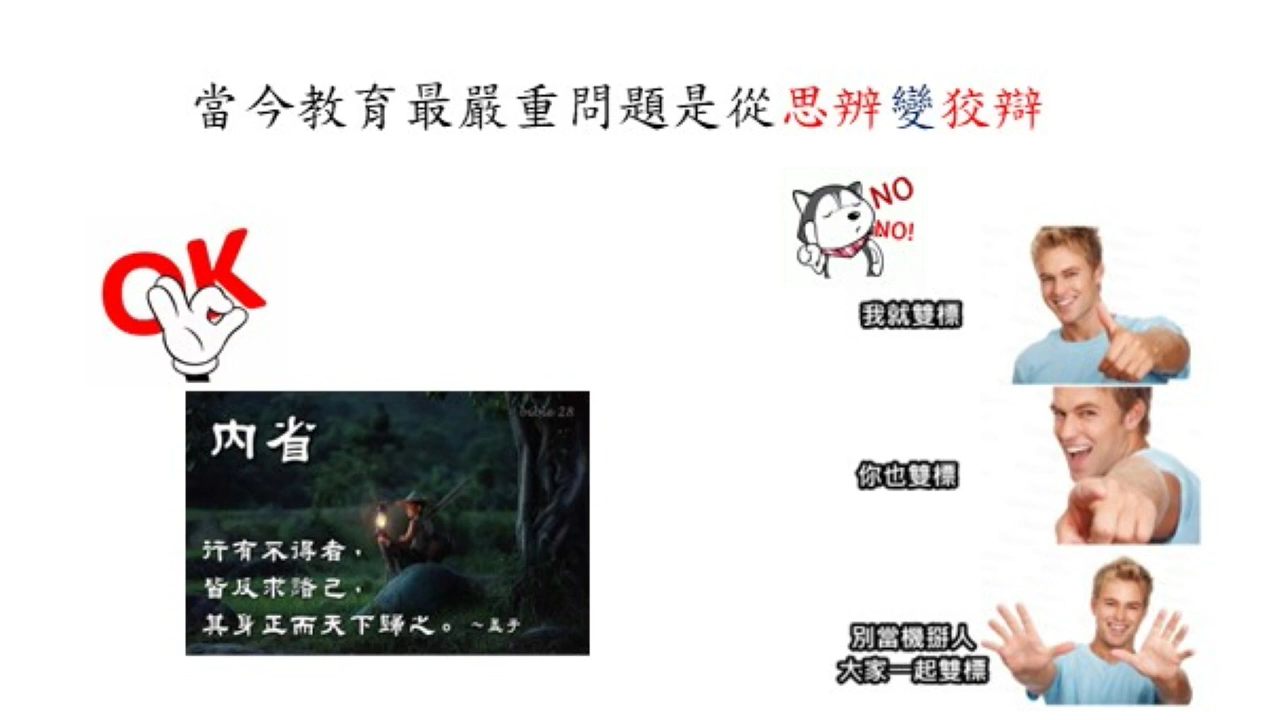 當今教育最嚴重問題是從思辨變狡辯
OK
內省
行有不得者，
皆反求諸己，
其身正而天下歸之。~孟子
NO
NO!
我就雙標
你也雙標
別當機掰人
大家一起雙標